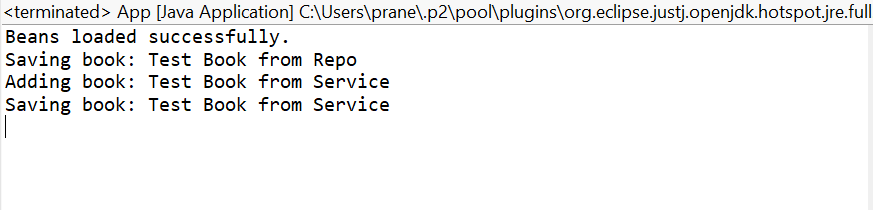 <terminated> App [Java Application] C:\Users\prane\.p2\pool\plugins\org.eclipse.justj.openjdk.hotspot.jre.full
Beans loaded successfully.
Saving book: Test Book from Repo
Adding book: Test Book from Service
Saving book: Test Book from Service